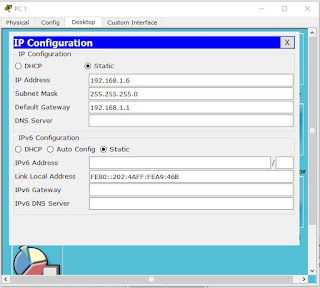 PC 1
Physical Config Desktop Custom Interface
IP Configuration X
IP Configuration
DHCP Static
IP Address 192.168.1.6
Subnet Mask 255.255.255.0
Default Gateway 192.168.1.1
DNS Server
IPv6 Configuration
DHCP Auto Config Static
IPv6 Address /
Link Local Address FE80::202:4AFF:FEA9:46B
IPv6 Gateway
IPv6 DNS Server